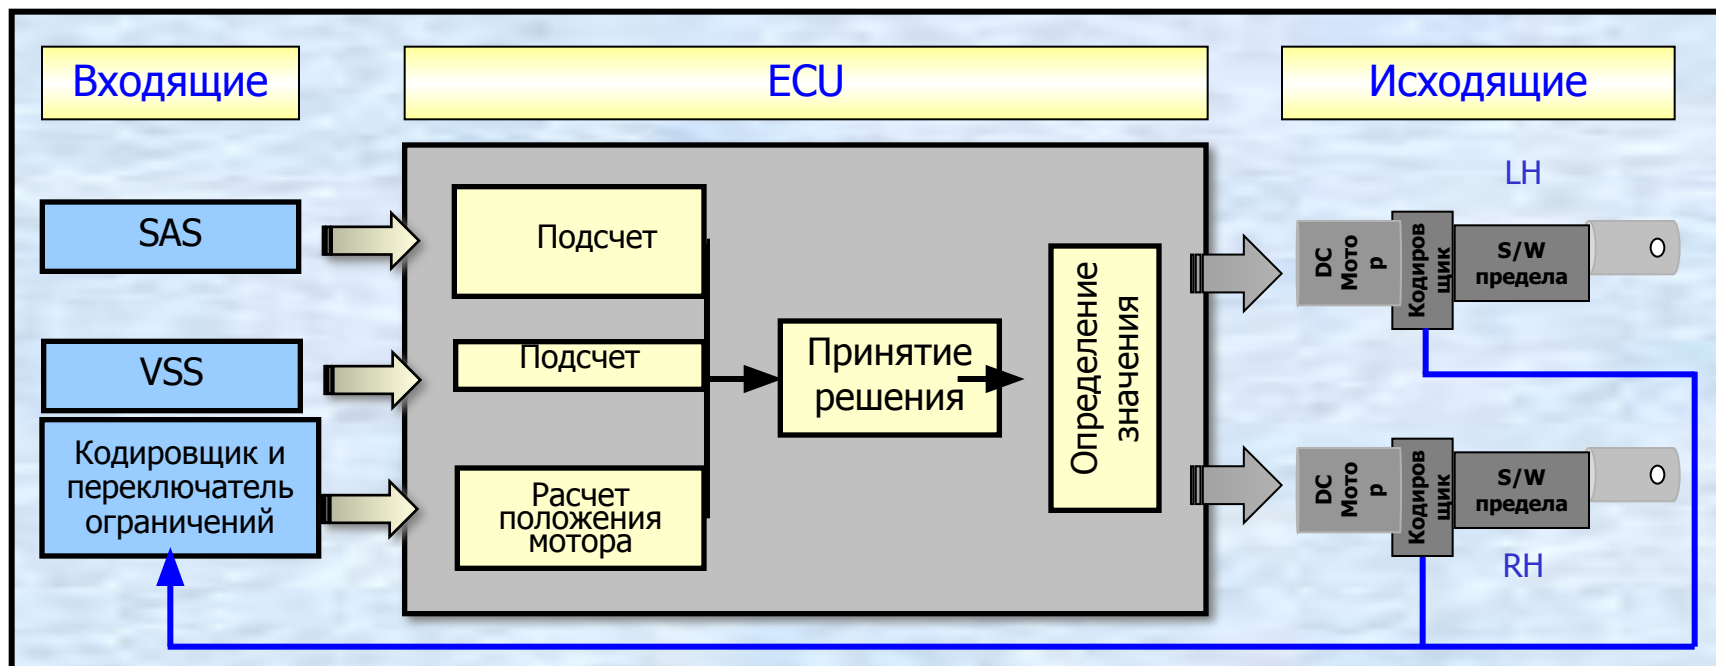 Входящие
ECU
Исходящие
LH
SAS
Подсчет
DC
Мото
р
Кодиров
щик
S/W
предела
VSS
Подсчет
Принятие
решения
Определение
значения
Кодировщик и
переключатель
ограничений
Расчет
положения
мотора
DC
Мото
р
Кодиров
щик
S/W
предела
RH